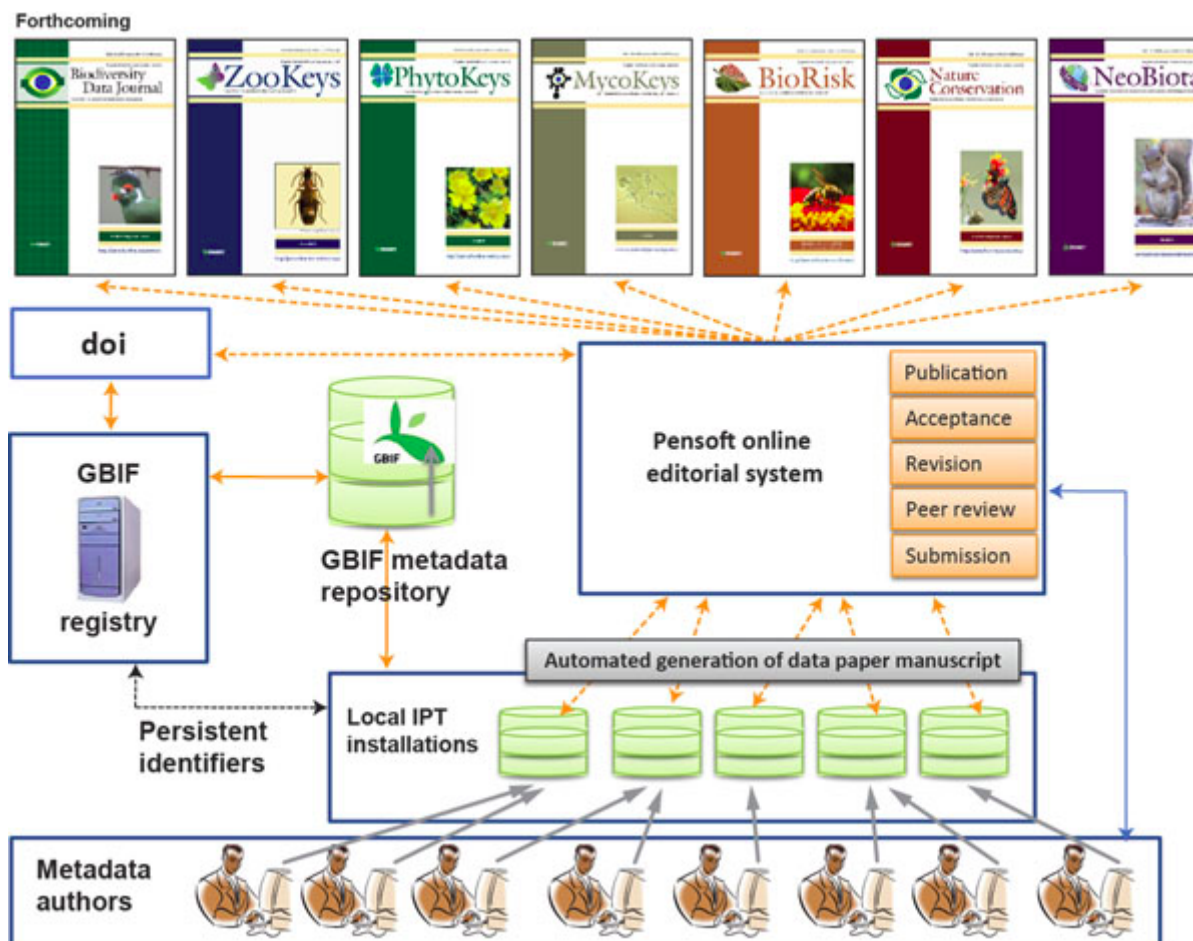 Forthcoming
Biodiversity
Data Journal
ZooKeys
PhytoKeys
MycoKeys
BioRisk
Nature
Conservation
NeoBiota
doi
GBIF
registry
GBIF
GBIF metadata
repository
Pensoft online
editorial system
Publication
Acceptance
Revision
Peer review
Submission
Automated generation of data paper manuscript
Persistent
identifiers
Local IPT
installations
Metadata
authors